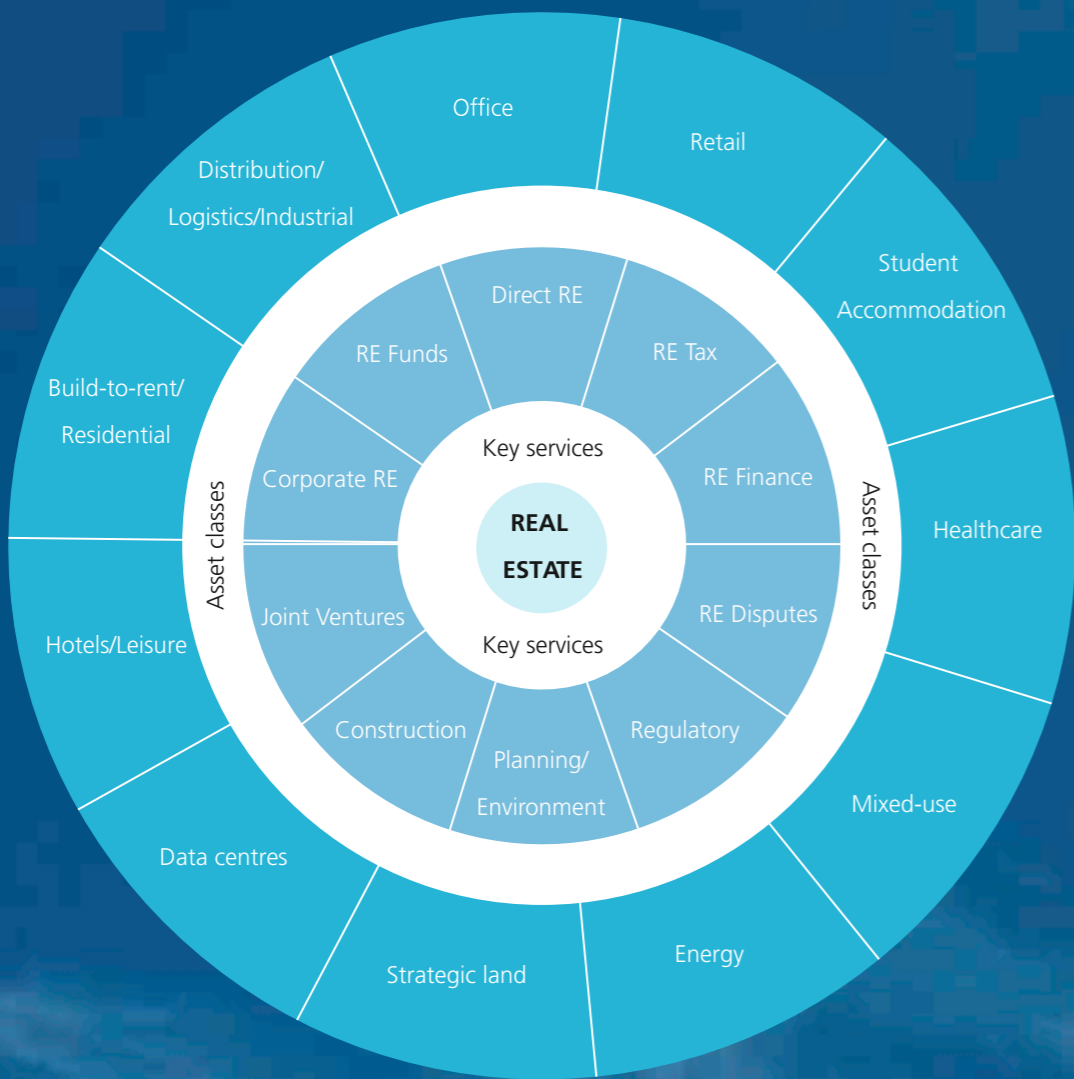 Office
Retail
Distribution/
Logistics/Industrial
Student
Accommodation
Direct RE
RE Funds
RE Tax
Build-to-rent/
Residential
Key services
Corporate RE
RE Finance
Asset classes
Asset classes
Healthcare
REAL
ESTATE
Joint Ventures
RE Disputes
Hotels/Leisure
Key services
Construction
Regulatory
Planning/
Environment
Mixed-use
Data centres
Energy
Strategic land